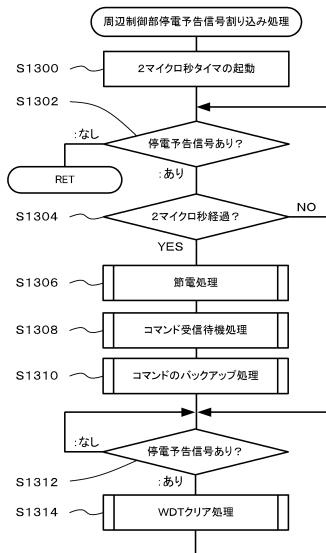 周辺制御部停電予告信号割り込み処理
S1300
2マイクロ秒タイマの起動
S1302
停電予告信号あり?
:なし
:あり
RET
S1304
2マイクロ秒経過?
NO
YES
S1306
節電処理
S1308
コマンド受信待機処理
S1310
コマンドのバックアップ処理
:なし
停電予告信号あり?
S1312
:あり
S1314
WDTクリア処理